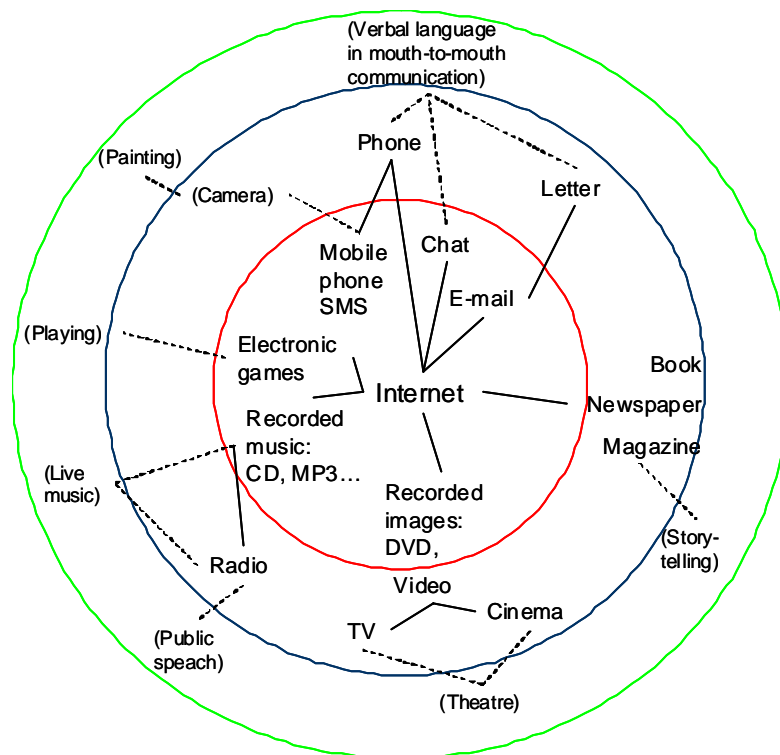 (Verbal language
in mouth-to-mouth
communication)
Phone
(Painting)
(Camera)
Letter
Mobile
phone
SMS
Chat
E-mail
(Playing)
Electronic
games
Internet
Book
Newspaper
Magazine
Recorded
music:
CD, MP3…
(Live
music)
Recorded
images:
DVD,
(Story-
telling)
Radio
Video
TV
Cinema
(Public
speach)
(Theatre)